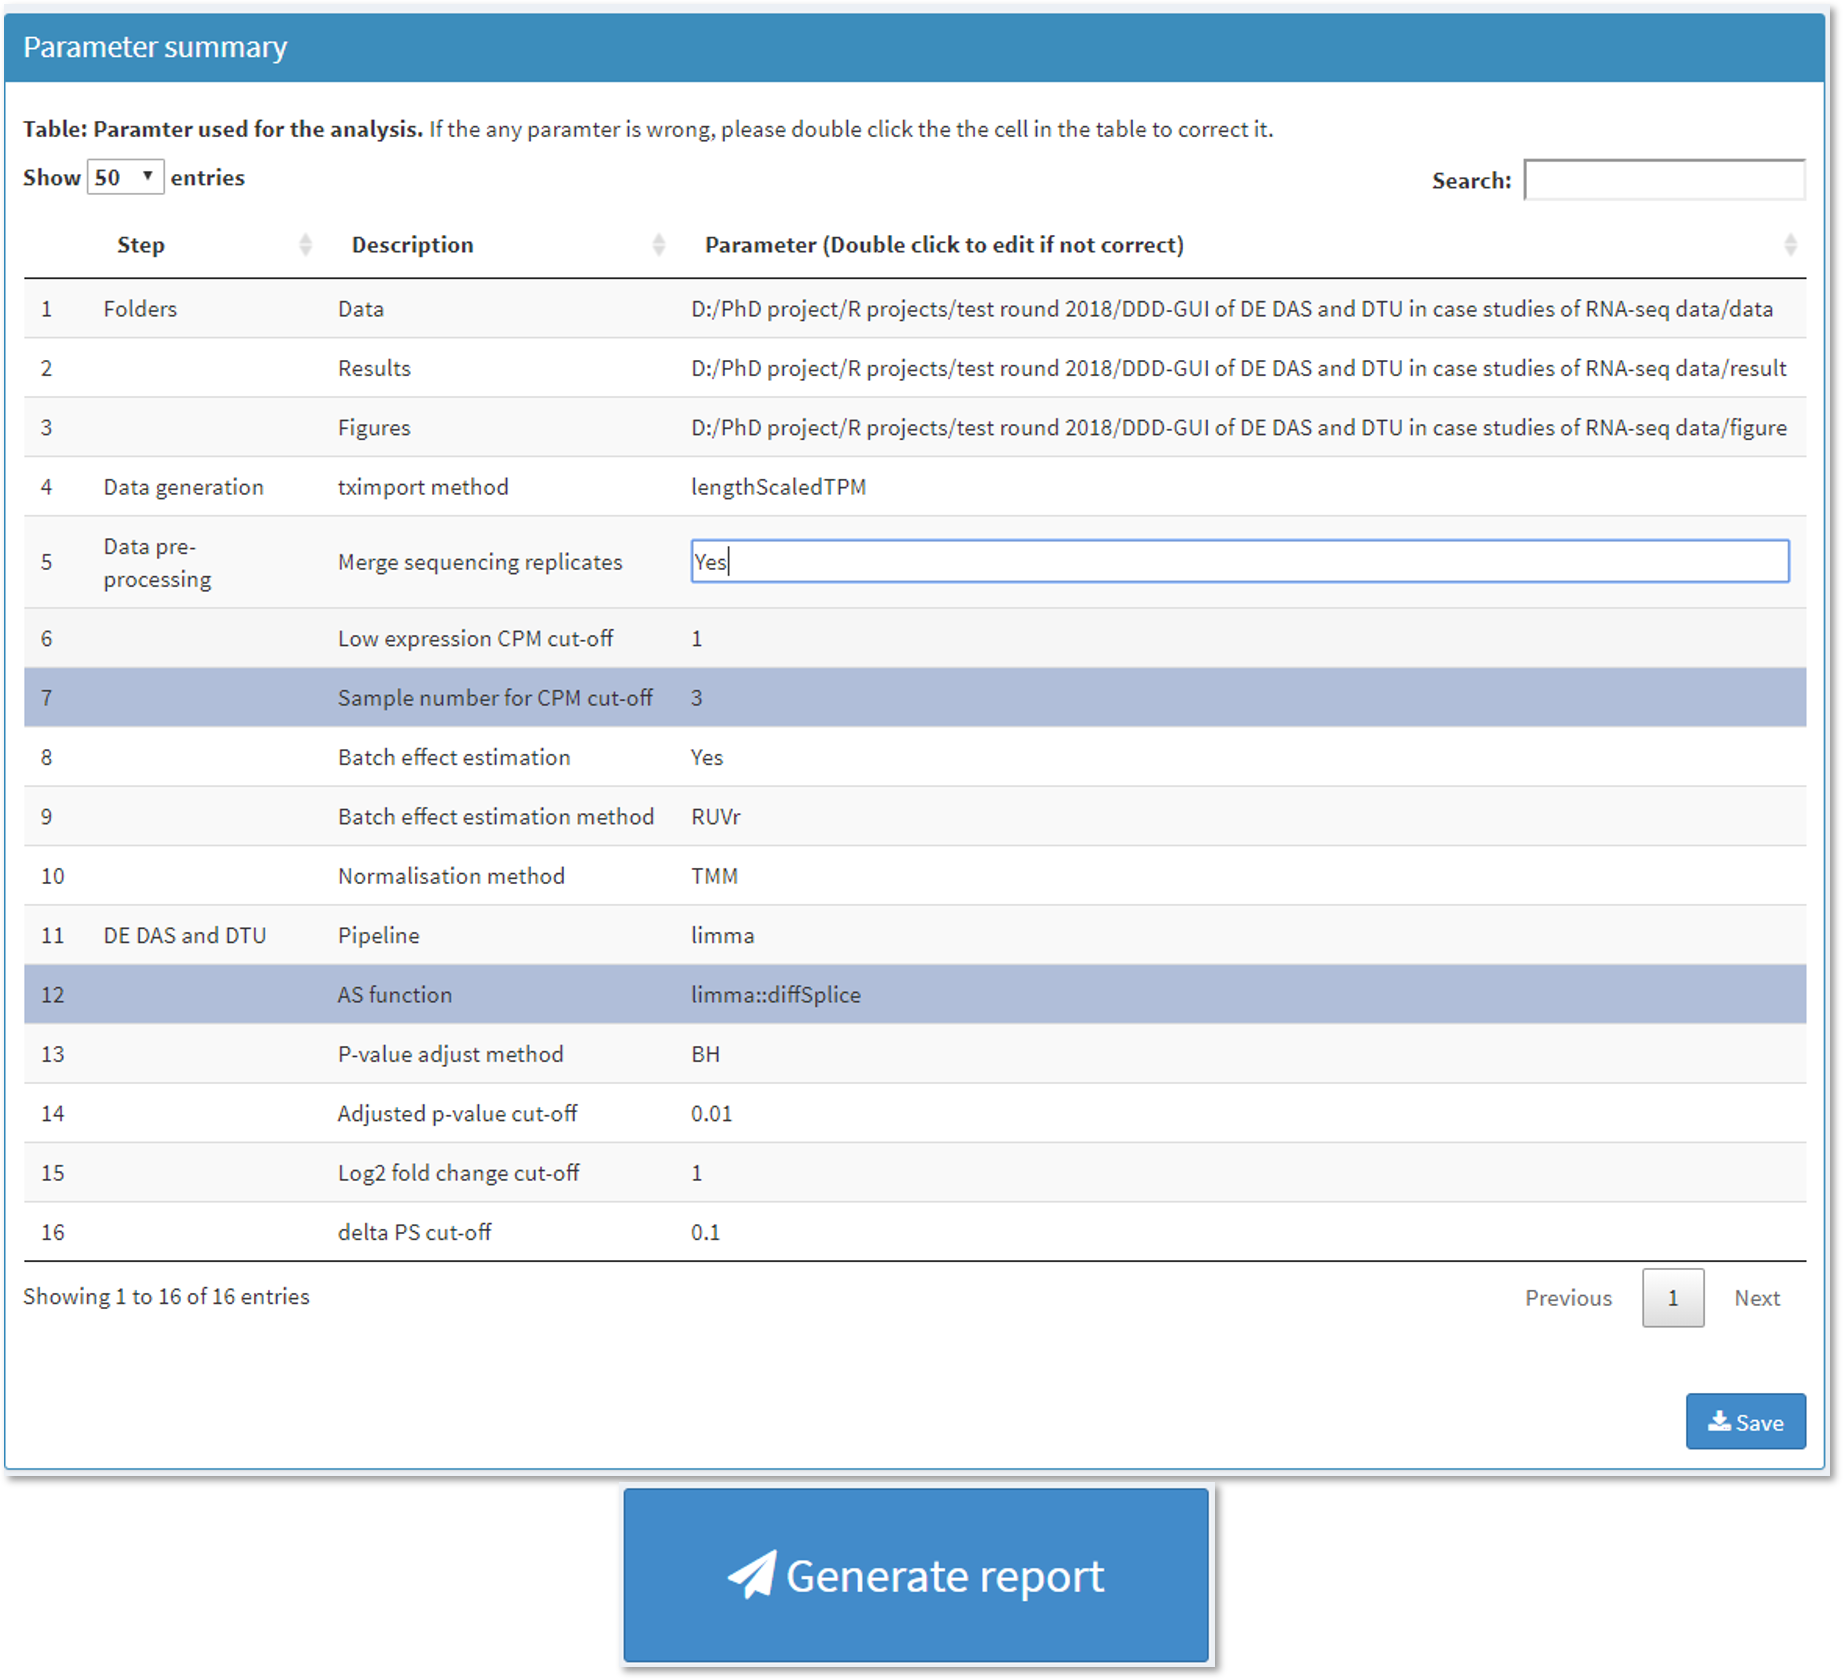 Parameter summary
Table: Paramter used for the analysis. If the any paramter is wrong, please double click the the cell in the table to correct it.
Show 50 entries
Search:
Step Description Parameter (Double click to edit if not correct)
1 Folders Data D:/PhD project/R projects/test round 2018/DDD-GUI of DE DAS and DTU in case studies of RNA-seq data/data
2 Results D:/PhD project/R projects/test round 2018/DDD-GUI of DE DAS and DTU in case studies of RNA-seq data/result
3 Figures D:/PhD project/R projects/test round 2018/DDD-GUI of DE DAS and DTU in case studies of RNA-seq data/figure
4 Data generation tximport method lengthScaledTPM
5 Data pre-
processing Merge sequencing replicates Yes
6 Low expression CPM cut-off 1
7 Sample number for CPM cut-off 3
8 Batch effect estimation Yes
9 Batch effect estimation method RUVr
10 Normalisation method TMM
11 DE DAS and DTU Pipeline limma
12 AS function limma::diffSplice
13 P-value adjust method BH
14 Adjusted p-value cut-off 0.01
15 Log2 fold change cut-off 1
16 delta PS cut-off 0.1
Showing 1 to 16 of 16 entries
Previous 1 Next
Save
Generate report